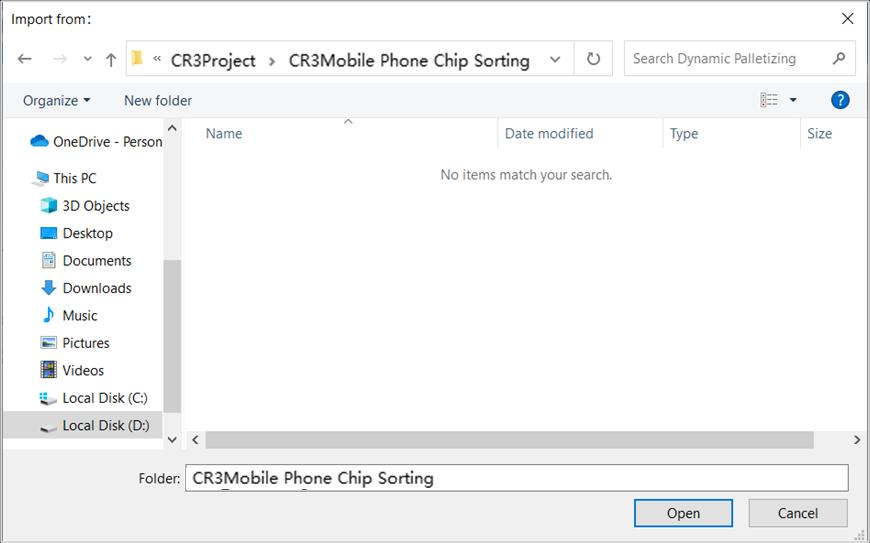 Import from:
« CR3Project › CR3Mobile Phone Chip Sorting
Search Dynamic Palletizing
Organize
New folder
?
Name
Date modified
Type
Size
No items match your search.
OneDrive - Person
This PC
3D Objects
Desktop
Documents
Downloads
Music
Pictures
Videos
Local Disk (C:)
Local Disk (D:)
Folder: CR3Mobile Phone Chip Sorting
Open
Cancel